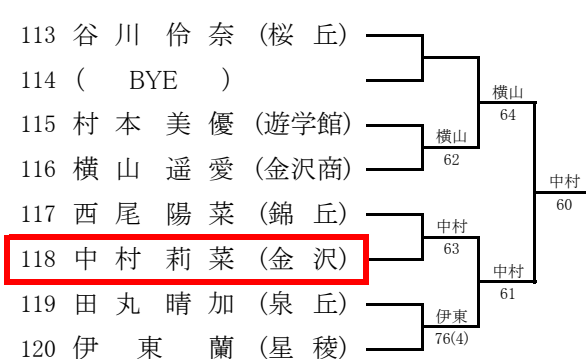 113 谷 川 伶 奈 (桜 丘)
114 ( BYE )
115 村 本 美 優 (遊学館)
116 横 山 遥 愛 (金沢商)
117 西 尾 陽 菜 (錦 丘)
118 中 村 莉 菜 (金 沢)
119 田 丸 晴 加 (泉 丘)
120 伊 東 蘭 (星 稜)
横山
62
中村
63
伊東
76(4)
横山
64
中村
61
中村
60